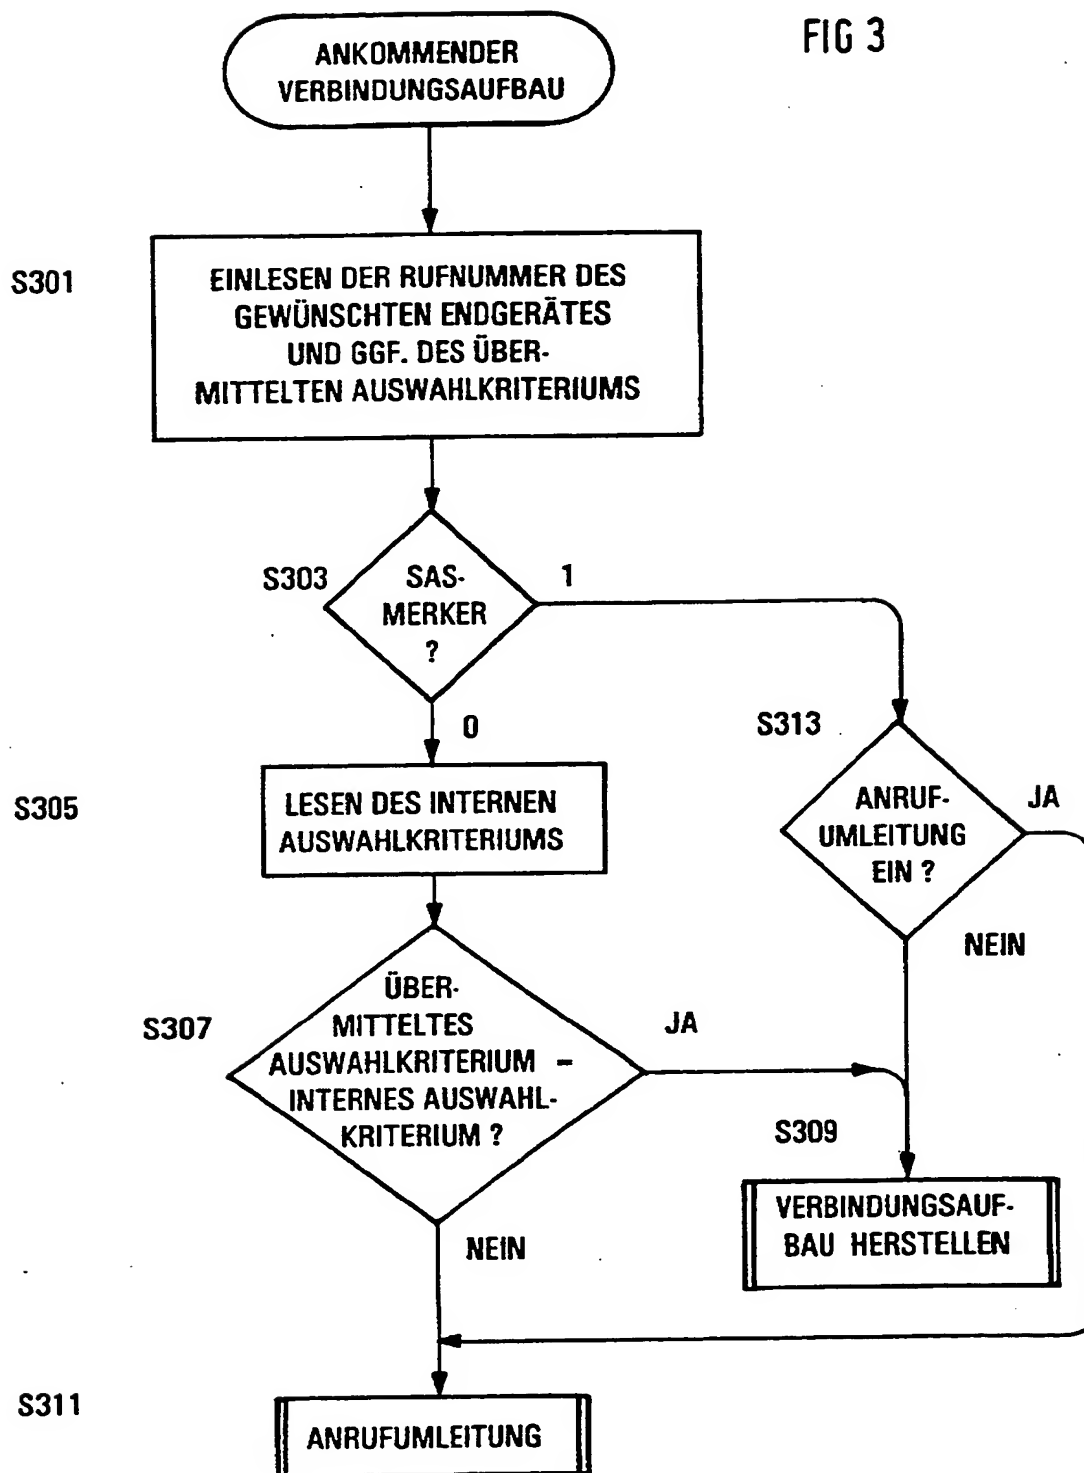 FIG 3
ANKOMMENDER
VERBINDUNGSAUFBAU
S301
EINLESEN DER RUFNUMMER DES
GEWÜNSCHTEN ENDGERÄTES
UND GGF. DES ÜBER-
MITTELTEN AUSWAHLKRITERIUMS
S303
SAS-
MERKER
?
1
0
S313
ANRUF-
UMLEITUNG
EIN ?
JA
NEIN
S305
LESEN DES INTERNEN
AUSWAHLKRITERIUMS
S307
ÜBER-
MITTELTES
AUSWAHLKRITERIUM =
INTERNES AUSWAHL-
KRITERIUM ?
JA
NEIN
S309
VERBINDUNGSAUF-
BAU HERSTELLEN
S311
ANRUFUMLEITUNG